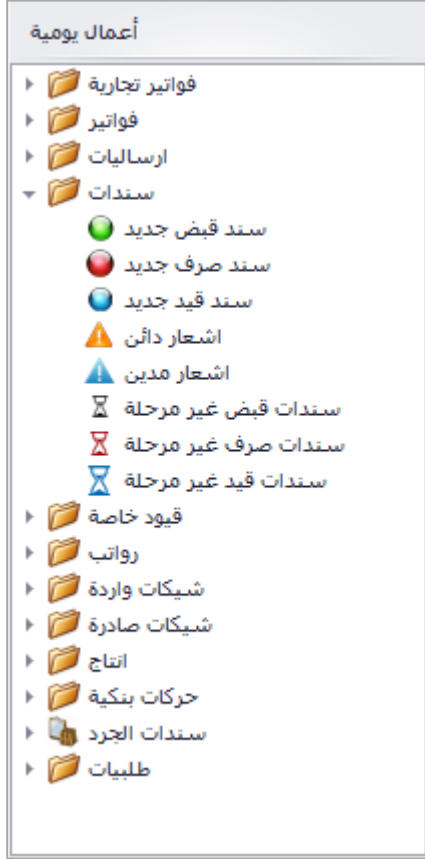 أعمال يومية
فواتير تجارية
فواتير
ارساليات
سندات
سند قبض جديد
سند صرف جديد
سند قيد جديد
اشعار دائن
اشعار مدين
سندات قبض غير مرحلة
سندات صرف غير مرحلة
سندات قيد غير مرحلة
قيود خاصة
رواتب
شيكات واردة
شيكات صادرة
انتاج
حركات بنكية
سندات الجرد
طلبيات